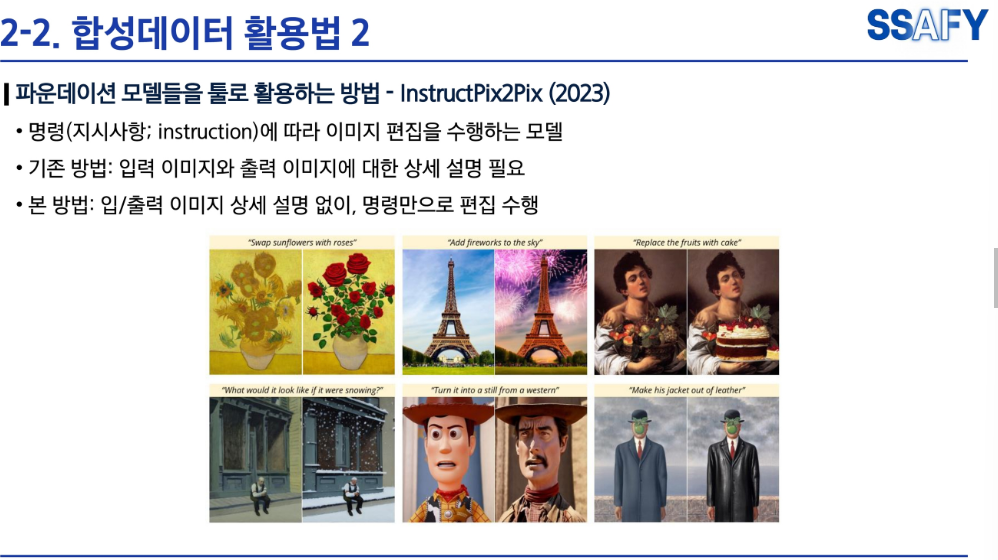 2-2. 합성데이터 활용법 2
SSAFY
파운데이션 모델들을 툴로 활용하는 방법 - InstructPix2Pix (2023)
• 명령(지시사항; instruction)에 따라 이미지 편집을 수행하는 모델
• 기존 방법: 입력 이미지와 출력 이미지에 대한 상세 설명 필요
• 본 방법: 입/출력 이미지 상세 설명 없이, 명령만으로 편집 수행
"Swap sunflowers with roses"
"Add fireworks to the sky"
"Replace the fruits with cake"
"What would it look like if it were snowing?"
"Turn it into a still from a western"
"Make his jacket out of leather"